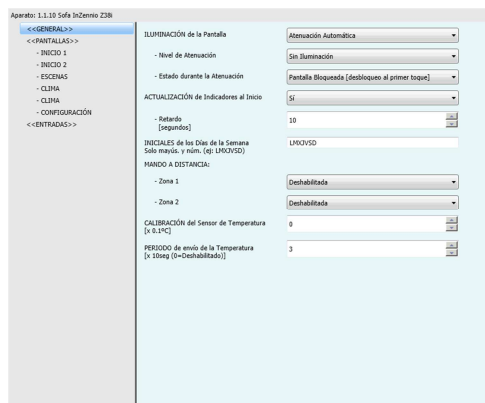 Aparato: 1.1.10 Sofa InZennio Z38i
<<GENERAL>>
<<PANTALLAS>>
- INICIO 1
- INICIO 2
- ESCENAS
- CLIMA
- CLIMA
- CONFIGURACIÓN
<<ENTRADAS>>
ILUMINACIÓN de la Pantalla
Atenuación Automática
- Nivel de Atenuación
Sin Iluminación
- Estado durante la Atenuación
Pantalla Bloqueada [desbloqueo al primer toque]
ACTUALIZACIÓN de Indicadores al Inicio
Sí
- Retardo
[segundos]
10
INICIALES de los Días de la Semana
Solo mayús. y núm. (ej: LMXJVSD)
LMXJVSD
MANDO A DISTANCIA:
- Zona 1
Deshabilitada
- Zona 2
Deshabilitada
CALIBRACIÓN del Sensor de Temperatura
[x 0.1ºC]
0
PERIODO de envío de la Temperatura
[x 10seg (0=Deshabilitado)]
3